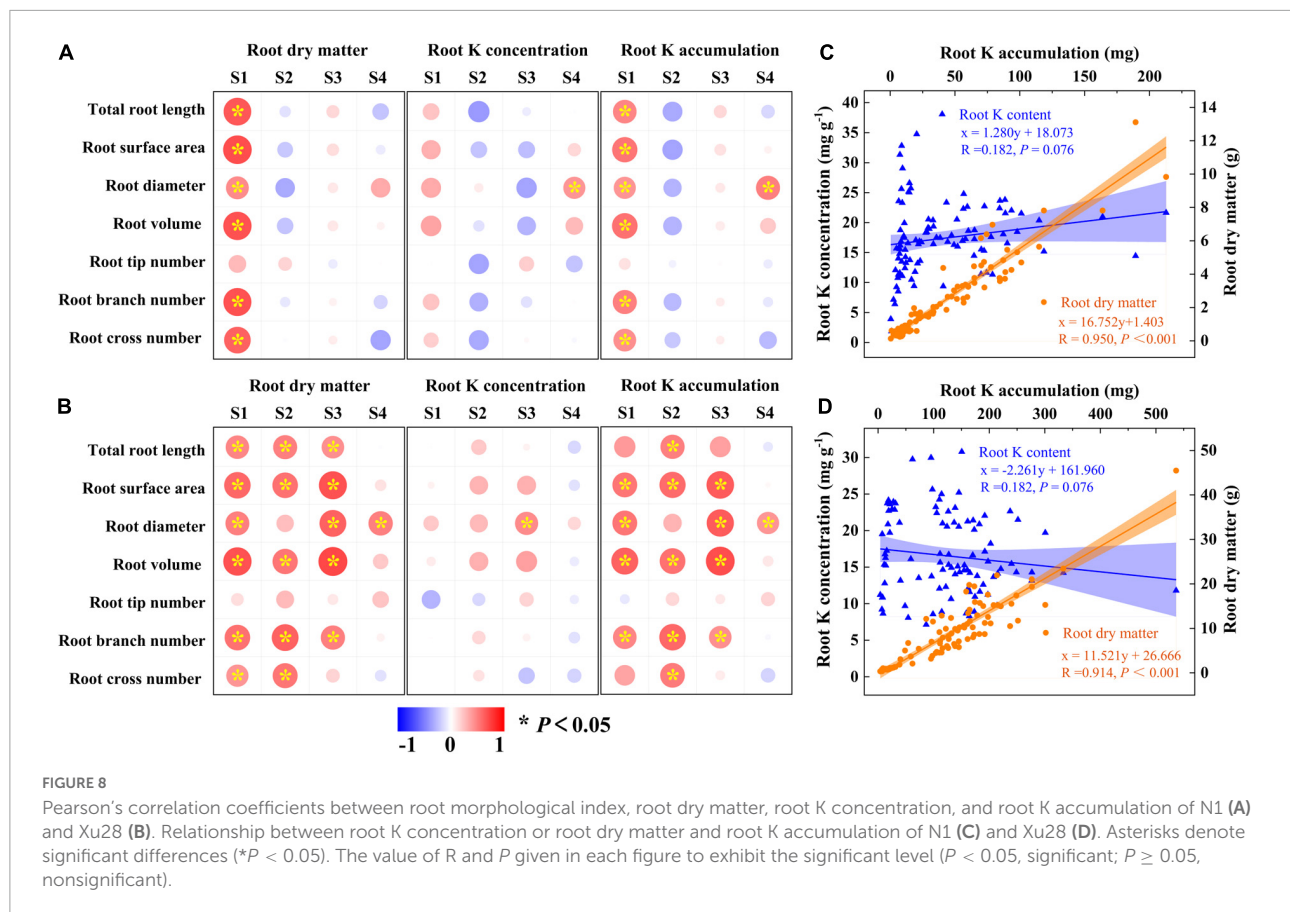 A
Root dry matter Root K concentration Root K accumulation
S1 S2 S3 S4 S1 S2 S3 S4 S1 S2 S3 S4
Total root length
Root surface area
Root diameter
Root volume
Root tip number
Root branch number
Root cross number
B
Root dry matter Root K concentration Root K accumulation
S1 S2 S3 S4 S1 S2 S3 S4 S1 S2 S3 S4
Total root length
Root surface area
Root diameter
Root volume
Root tip number
Root branch number
Root cross number
-1 0 1
* P < 0.05
C
Root K accumulation (mg)
0 50 100 150 200
Root K concentration (mg g-1)
40
35
30
25
20
15
10
5
0
Root K content
x = 1.280y + 18.073
R =0.182, P = 0.076
Root dry matter
x = 16.752y+1.403
R = 0.950, P <0.001
14
12
10
8
6
4
2
0
Root dry matter (g)
D
Root K accumulation (mg)
0 100 200 300 400 500
Root K concentration (mg g-1)
30
25
20
15
10
5
0
Root K content
x = -2.261y + 161.960
R =0.182, P = 0.076
Root dry matter
x = 11.521y + 26.666
R =0.914, P < 0.001
50
40
30
20
10
0
Root dry matter (g)
FIGURE 8
Pearson's correlation coefficients between root morphological index, root dry matter, root K concentration, and root K accumulation of N1 (A)
and Xu28 (B). Relationship between root K concentration or root dry matter and root K accumulation of N1 (C) and Xu28 (D). Asterisks denote
significant differences (*P < 0.05). The value of R and P given in each figure to exhibit the significant level (P < 0.05, significant; P ≥ 0.05,
nonsignificant).